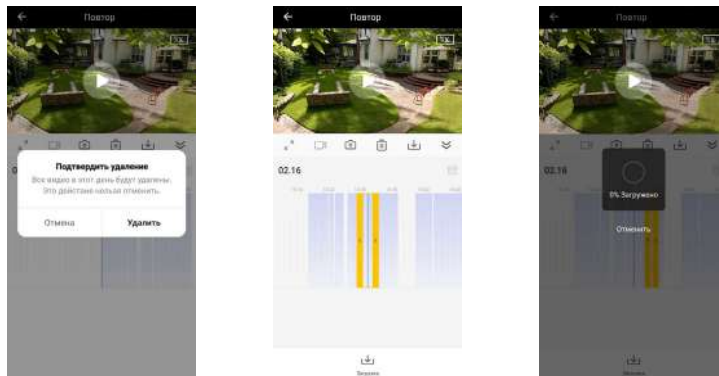 Повтор
Подтвердить удаление
Все видео в этот день будут удалены.
Это действие нельзя отменить.
Отмена
Удалить
Повтор
02.16
Повтор
02.16
0% Загружено
Отменить